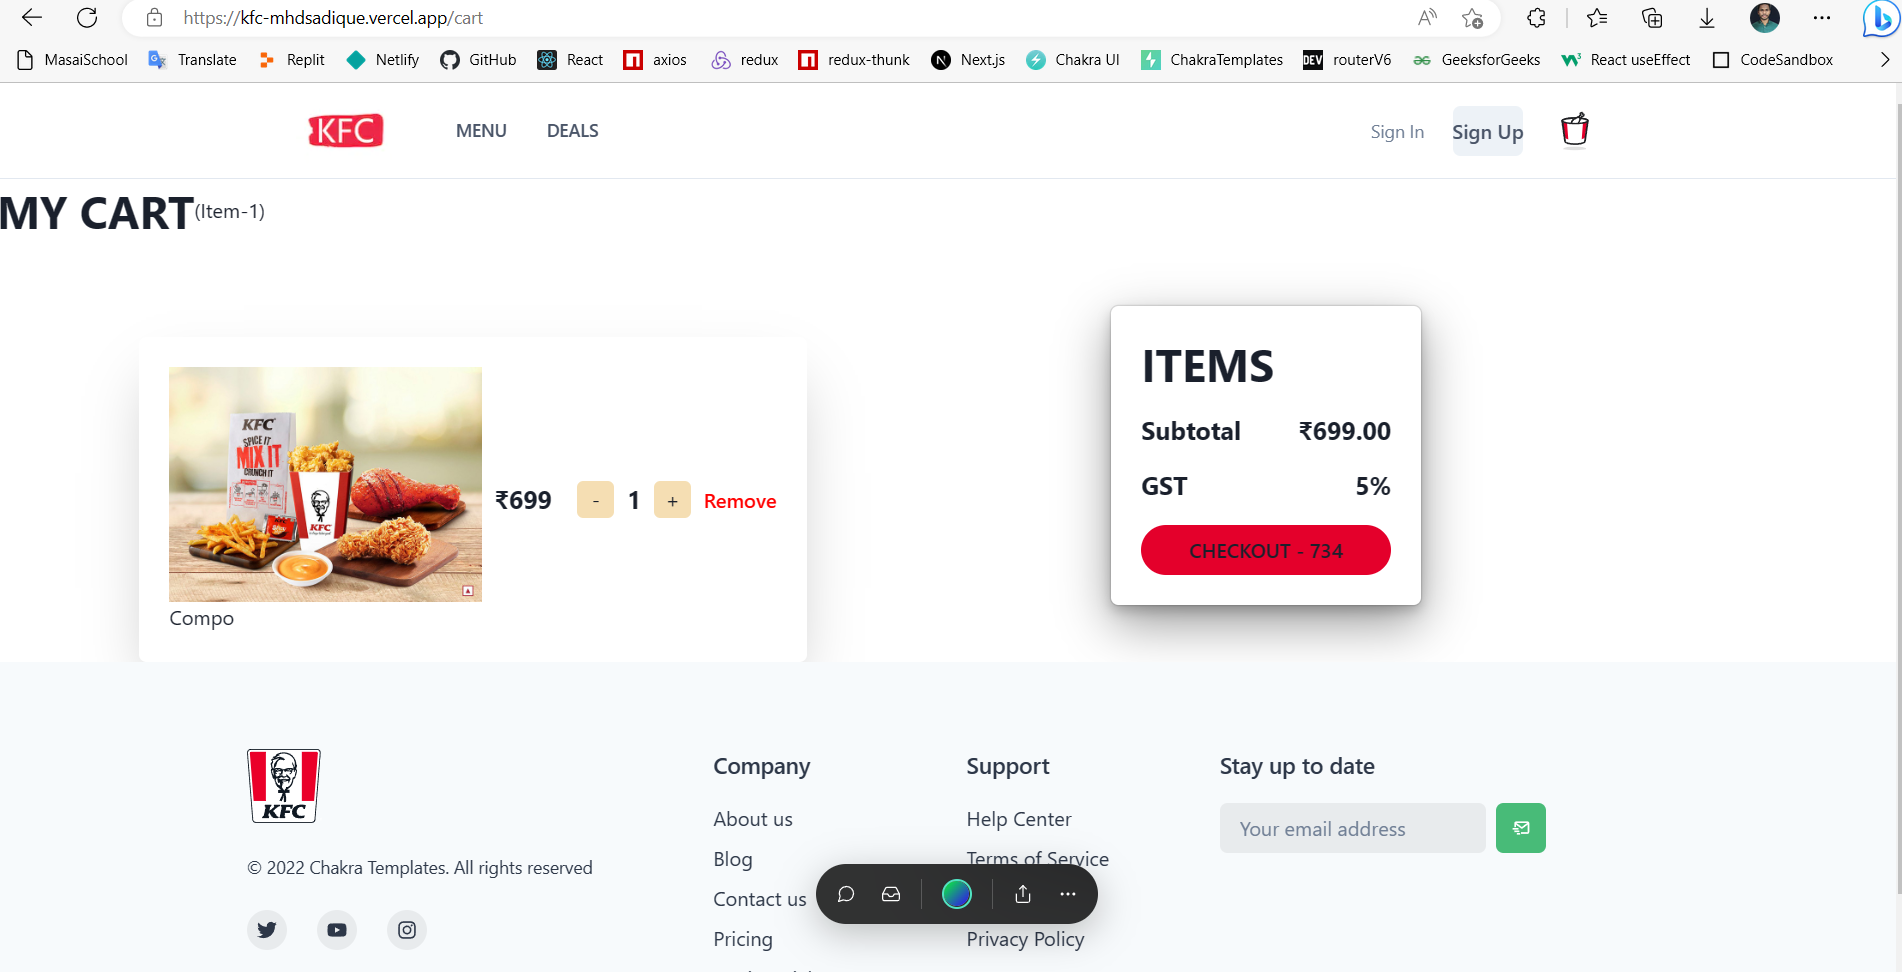 https://kfc-mhdsadique.vercel.app/cart
MasaiSchool Translate Replit Netlify GitHub React axios redux redux-thunk Next.js Chakra UI ChakraTemplates DEV routerV6 GeeksforGeeks React useEffect CodeSandbox
KFC MENU DEALS Sign In Sign Up
MY CART(Item-1)
KFC
SPICE IT
MIX IT
CRUNCH IT
KFC
₹699 - 1 + Remove
Compo
ITEMS
Subtotal ₹699.00
GST 5%
CHECKOUT - 734
KFC
© 2022 Chakra Templates. All rights reserved
Company
About us
Blog
Contact us
Pricing
Support
Help Center
Terms of Service
Privacy Policy
Stay up to date
Your email address